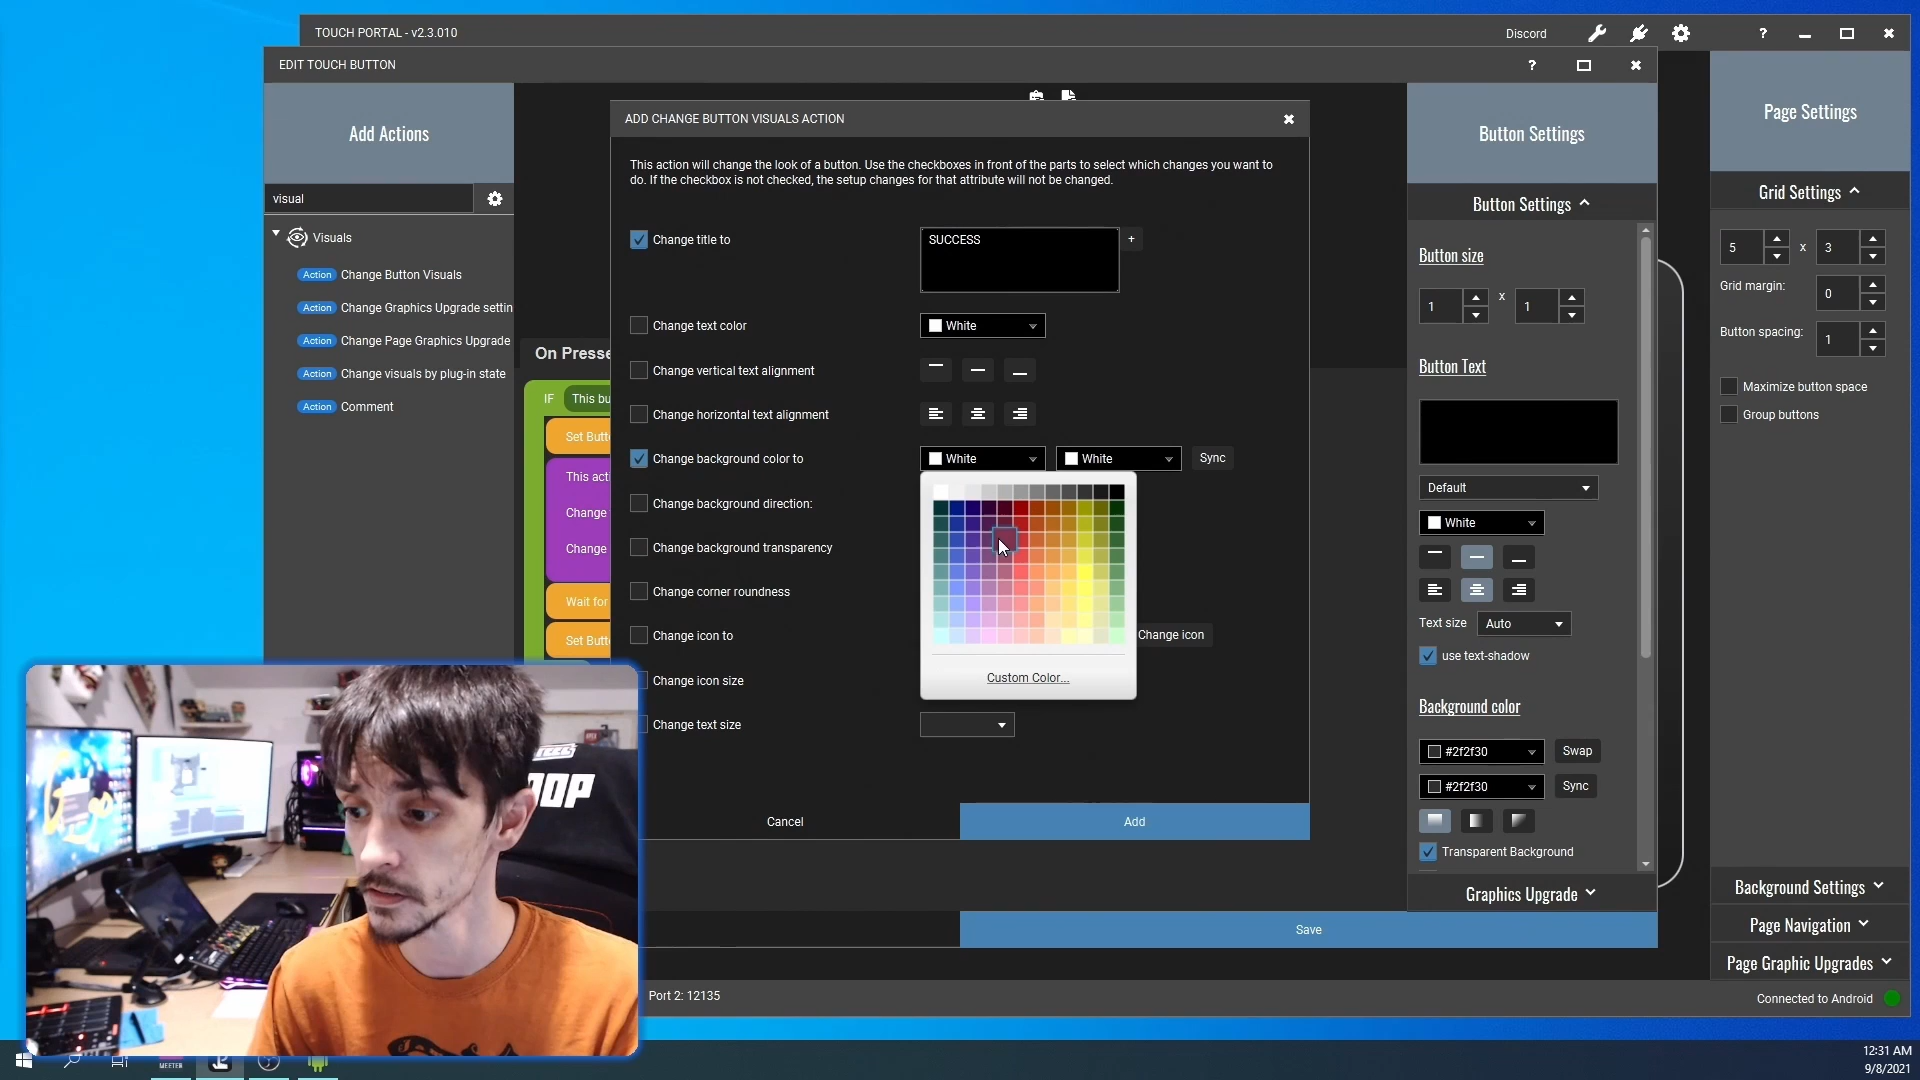 TOUCH PORTAL - v2.3.010
Discord
?
EDIT TOUCH BUTTON
?
Add Actions
visual
Visuals
Action Change Button Visuals
Action Change Graphics Upgrade settin
Action Change Page Graphics Upgrade
Action Change visuals by plug-in state
Action Comment
On Presse
IF This bu
Set Butt
This acti
Change
Change
Wait for
Set Butt
ADD CHANGE BUTTON VISUALS ACTION
This action will change the look of a button. Use the checkboxes in front of the parts to select which changes you want to
do. If the checkbox is not checked, the setup changes for that attribute will not be changed.
Change title to SUCCESS +
Change text color White
Change vertical text alignment
Change horizontal text alignment
Change background color to White White Sync
Change background direction:
Change background transparency
Change corner roundness
Change icon to Change icon
Change icon size
Custom Color...
Change text size
Cancel Add
Save
Port 2: 12135
Button Settings
Button Settings
Button size
1 x 1
Button Text
Default
White
Text size Auto
use text-shadow
Background color
#2f2f30 Swap
#2f2f30 Sync
Transparent Background
Graphics Upgrade
Page Settings
Grid Settings
5 x 3
Grid margin: 0
Button spacing: 1
Maximize button space
Group buttons
Background Settings
Page Navigation
Page Graphic Upgrades
Connected to Android
OOP
MEETER
12:31 AM
9/8/2021